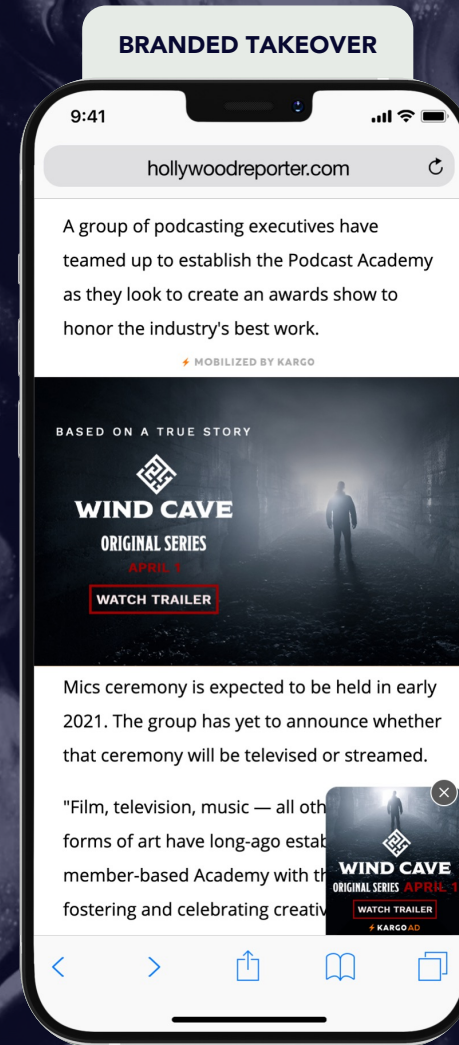 BRANDED TAKEOVER
9:41
hollywoodreporter.com
A group of podcasting executives have
teamed up to establish the Podcast Academy
as they look to create an awards show to
honor the industry's best work.
MOBILIZED BY KARGO
BASED ON A TRUE STORY
WIND CAVE
ORIGINAL SERIES
APRIL 1
WATCH TRAILER
Mics ceremony is expected to be held in early
2021. The group has yet to announce whether
that ceremony will be televised or streamed.
"Film, television, music — all oth
forms of art have long-ago estab
member-based Academy with th
fostering and celebrating creativ
WIND CAVE
ORIGINAL SERIES APRIL 1
WATCH TRAILER
KARGO AD